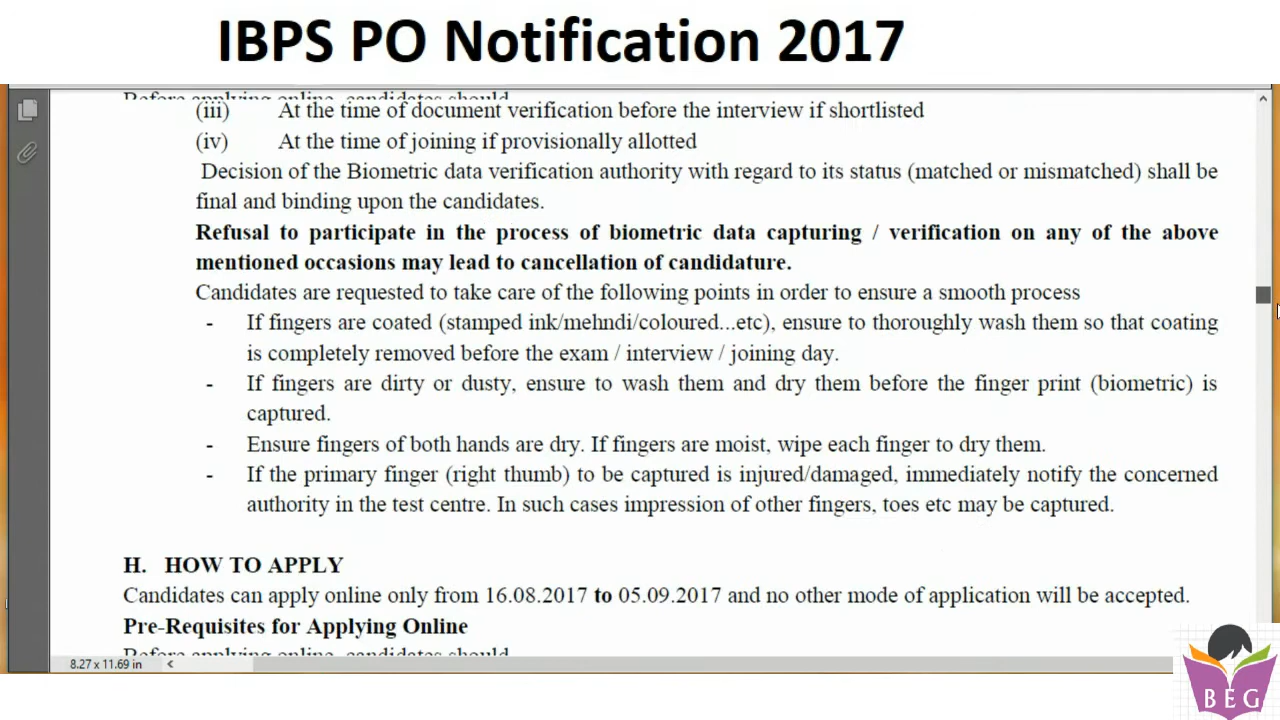 IBPS PO Notification 2017
Before applying online, candidates should
(iii) At the time of document verification before the interview if shortlisted
(iv) At the time of joining if provisionally allotted
Decision of the Biometric data verification authority with regard to its status (matched or mismatched) shall be
final and binding upon the candidates.
Refusal to participate in the process of biometric data capturing / verification on any of the above
mentioned occasions may lead to cancellation of candidature.
Candidates are requested to take care of the following points in order to ensure a smooth process
- If fingers are coated (stamped ink/mehndi/coloured...etc), ensure to thoroughly wash them so that coating
is completely removed before the exam / interview / joining day.
- If fingers are dirty or dusty, ensure to wash them and dry them before the finger print (biometric) is
captured.
- Ensure fingers of both hands are dry. If fingers are moist, wipe each finger to dry them.
- If the primary finger (right thumb) to be captured is injured/damaged, immediately notify the concerned
authority in the test centre. In such cases impression of other fingers, toes etc may be captured.
H. HOW TO APPLY
Candidates can apply online only from 16.08.2017 to 05.09.2017 and no other mode of application will be accepted.
Pre-Requisites for Applying Online
Before applying online, candidates should
8.27 x 11.69 in
BEG